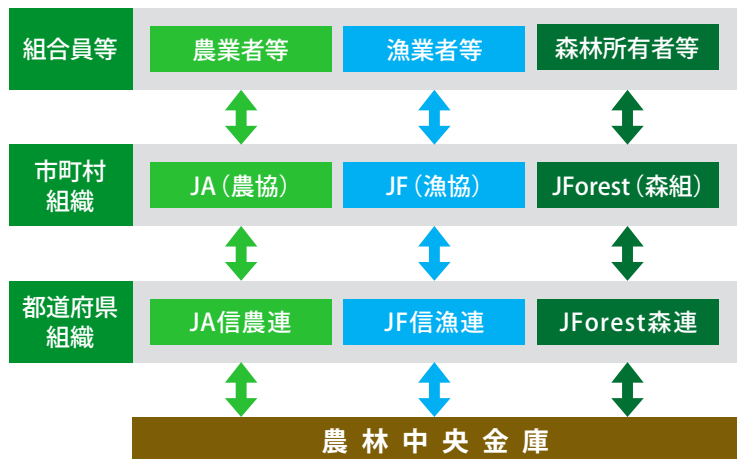 組合員等
農業者等
漁業者等
森林所有者等
市町村
組織
JA（農協）
JF（漁協）
JForest（森組）
都道府県
組織
JA信農連
JF信漁連
JForest森連
農林中央金庫